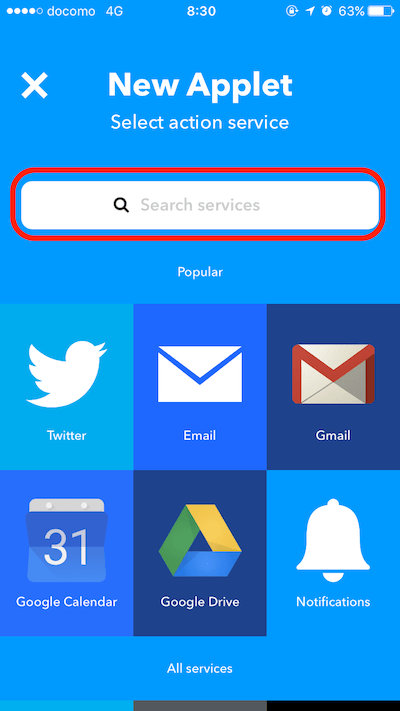 docomo 4G 8:30 63%
New Applet
Select action service
Search services
Popular
Twitter Email Gmail
31
Google Calendar Google Drive Notifications
All services